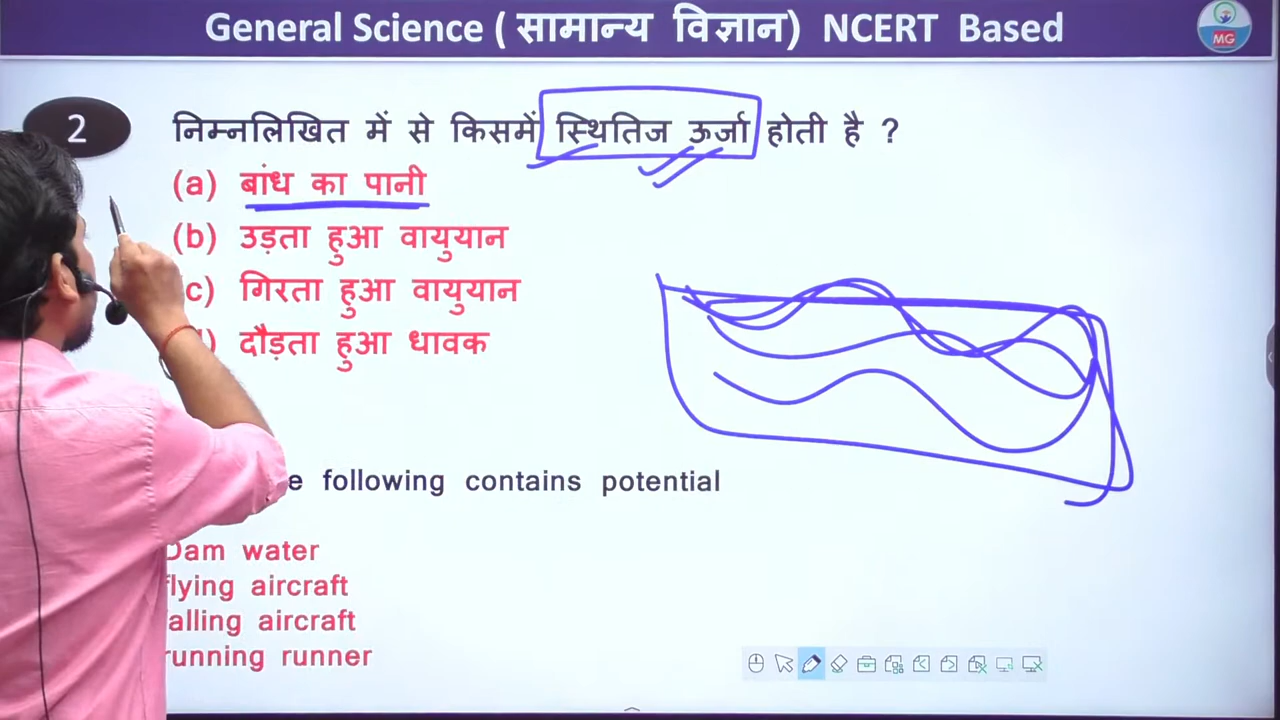 General Science ( सामान्य विज्ञान) NCERT Based
MG
2
निम्नलिखित में से किसमें स्थितिज ऊर्जा होती है ?
(a) बांध का पानी
(b) उड़ता हुआ वायुयान
c) गिरता हुआ वायुयान
) दौड़ता हुआ धावक
e following contains potential
Dam water
flying aircraft
alling aircraft
running runner